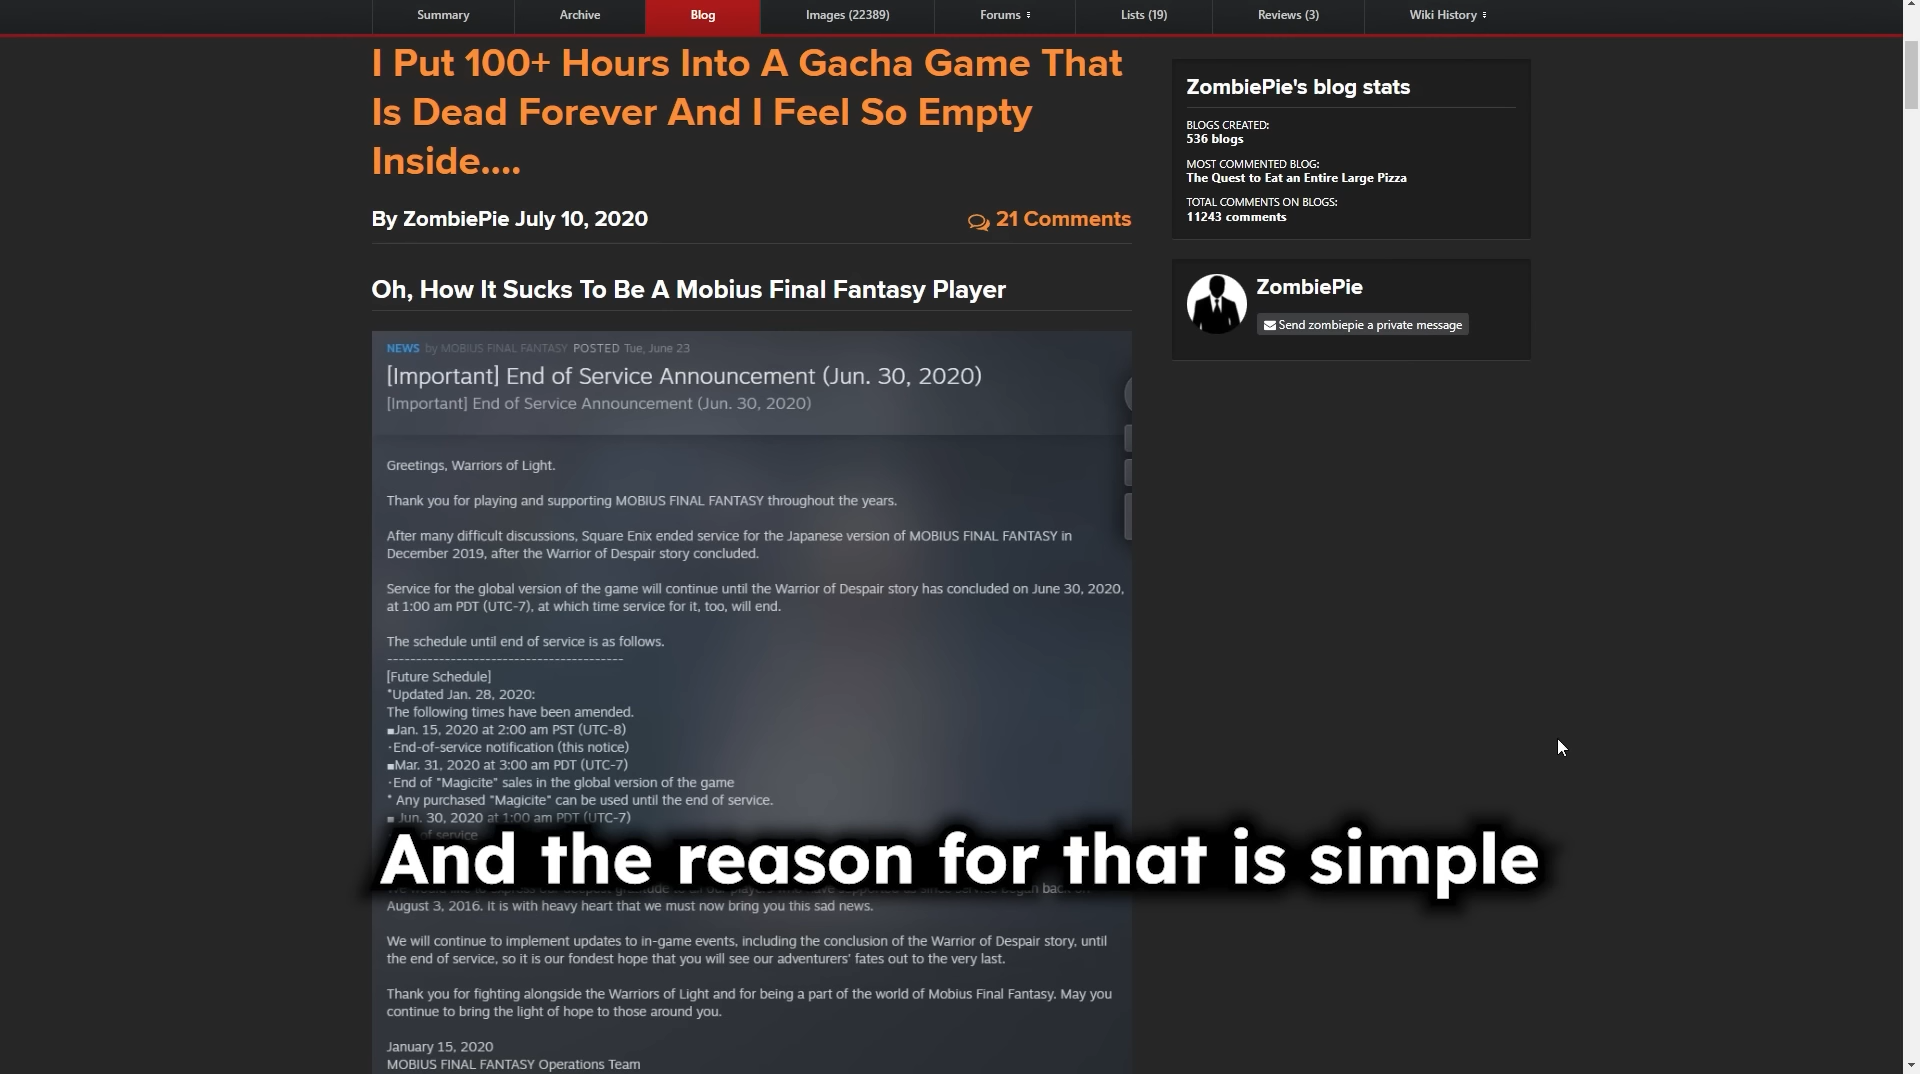 Summary
Archive
Blog
Images (22389)
Forums
Lists (19)
Reviews (3)
Wiki History
I Put 100+ Hours Into A Gacha Game That
Is Dead Forever And I Feel So Empty
Inside....
By ZombiePie July 10, 2020
21 Comments
Oh, How It Sucks To Be A Mobius Final Fantasy Player
NEWS by MOBIUS FINAL FANTASY POSTED Tue, June 23
[Important] End of Service Announcement (Jun. 30, 2020)
[Important] End of Service Announcement (Jun. 30, 2020)
Greetings, Warriors of Light.
Thank you for playing and supporting MOBIUS FINAL FANTASY throughout the years.
After many difficult discussions, Square Enix ended service for the Japanese version of MOBIUS FINAL FANTASY in
December 2019, after the Warrior of Despair story concluded.
Service for the global version of the game will continue until the Warrior of Despair story has concluded on June 30, 2020,
at 1:00 am PDT (UTC-7), at which time service for it, too, will end.
The schedule until end of service is as follows.
----------------------------------------
[Future Schedule]
*Updated Jan. 28, 2020:
The following times have been amended.
■Jan. 15, 2020 at 2:00 am PST (UTC-8)
·End-of-service notification (this notice)
■Mar. 31, 2020 at 3:00 am PDT (UTC-7)
·End of "Magicite" sales in the global version of the game
* Any purchased "Magicite" can be used until the end of service.
■ Jun. 30, 2020 at 1:00 am PDT (UTC-7)
of service
And the reason for that is simple
August 3, 2016. It is with heavy heart that we must now bring you this sad news.
We will continue to implement updates to in-game events, including the conclusion of the Warrior of Despair story, until
the end of service, so it is our fondest hope that you will see our adventurers' fates out to the very last.
Thank you for fighting alongside the Warriors of Light and for being a part of the world of Mobius Final Fantasy. May you
continue to bring the light of hope to those around you.
January 15, 2020
MOBIUS FINAL FANTASY Operations Team
ZombiePie's blog stats
BLOGS CREATED:
536 blogs
MOST COMMENTED BLOG:
The Quest to Eat an Entire Large Pizza
TOTAL COMMENTS ON BLOGS:
11243 comments
ZombiePie
Send zombiepie a private message